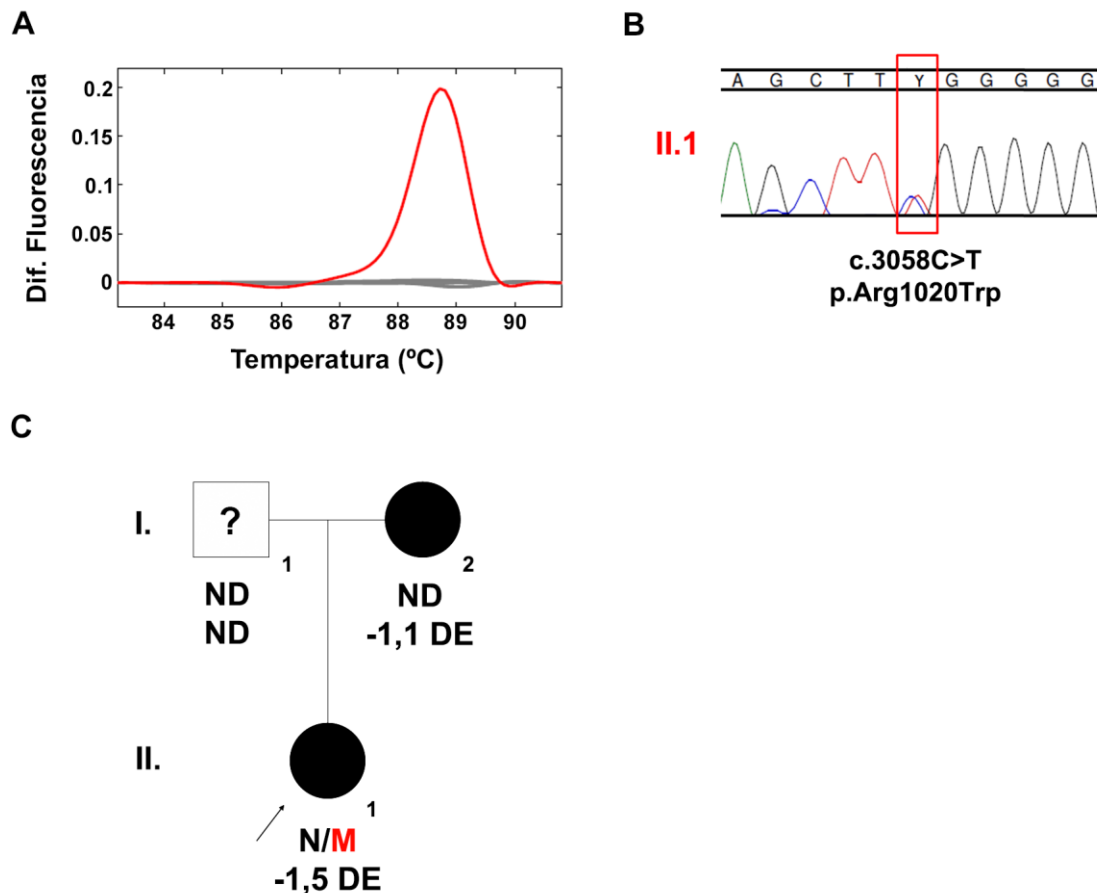 A
Dif. Fluorescencia
0.2
0.15
0.1
0.05
0
84 85 86 87 88 89 90
Temperatura (ºC)
B
A G C T T Y G G G G G
II.1
c.3058C>T
p.Arg1020Trp
C
I.
?
1
2
ND
ND
ND
-1,1 DE
II.
1
N/M
-1,5 DE